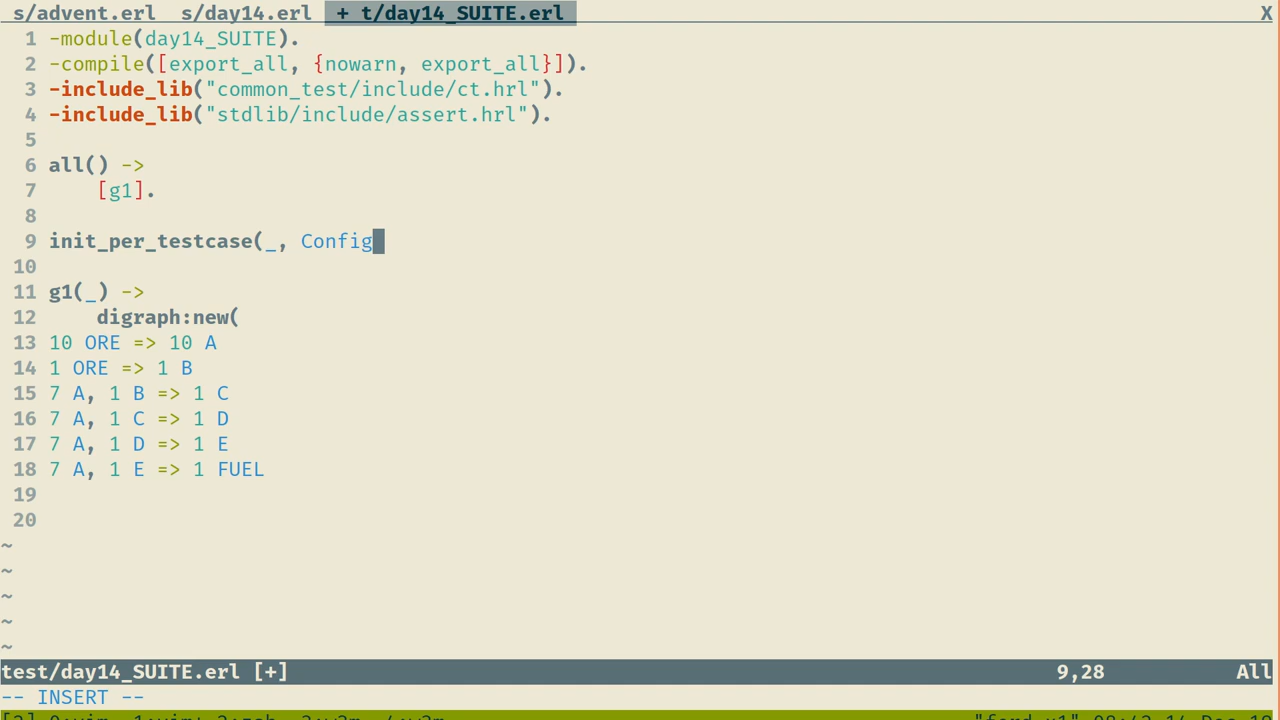 s/advent.erl  s/day14.erl  + t/day14_SUITE.erl  X
1 -module(day14_SUITE).
2 -compile([export_all, {nowarn, export_all}]).
3 -include_lib("common_test/include/ct.hrl").
4 -include_lib("stdlib/include/assert.hrl").
5
6 all() ->
7     [g1].
8
9 init_per_testcase(_, Config
10
11 g1(_) ->
12     digraph:new(
13 10 ORE => 10 A
14 1 ORE => 1 B
15 7 A, 1 B => 1 C
16 7 A, 1 C => 1 D
17 7 A, 1 D => 1 E
18 7 A, 1 E => 1 FUEL
19
20
~
~
~
~
~
test/day14_SUITE.erl [+]  9,28  All
-- INSERT --